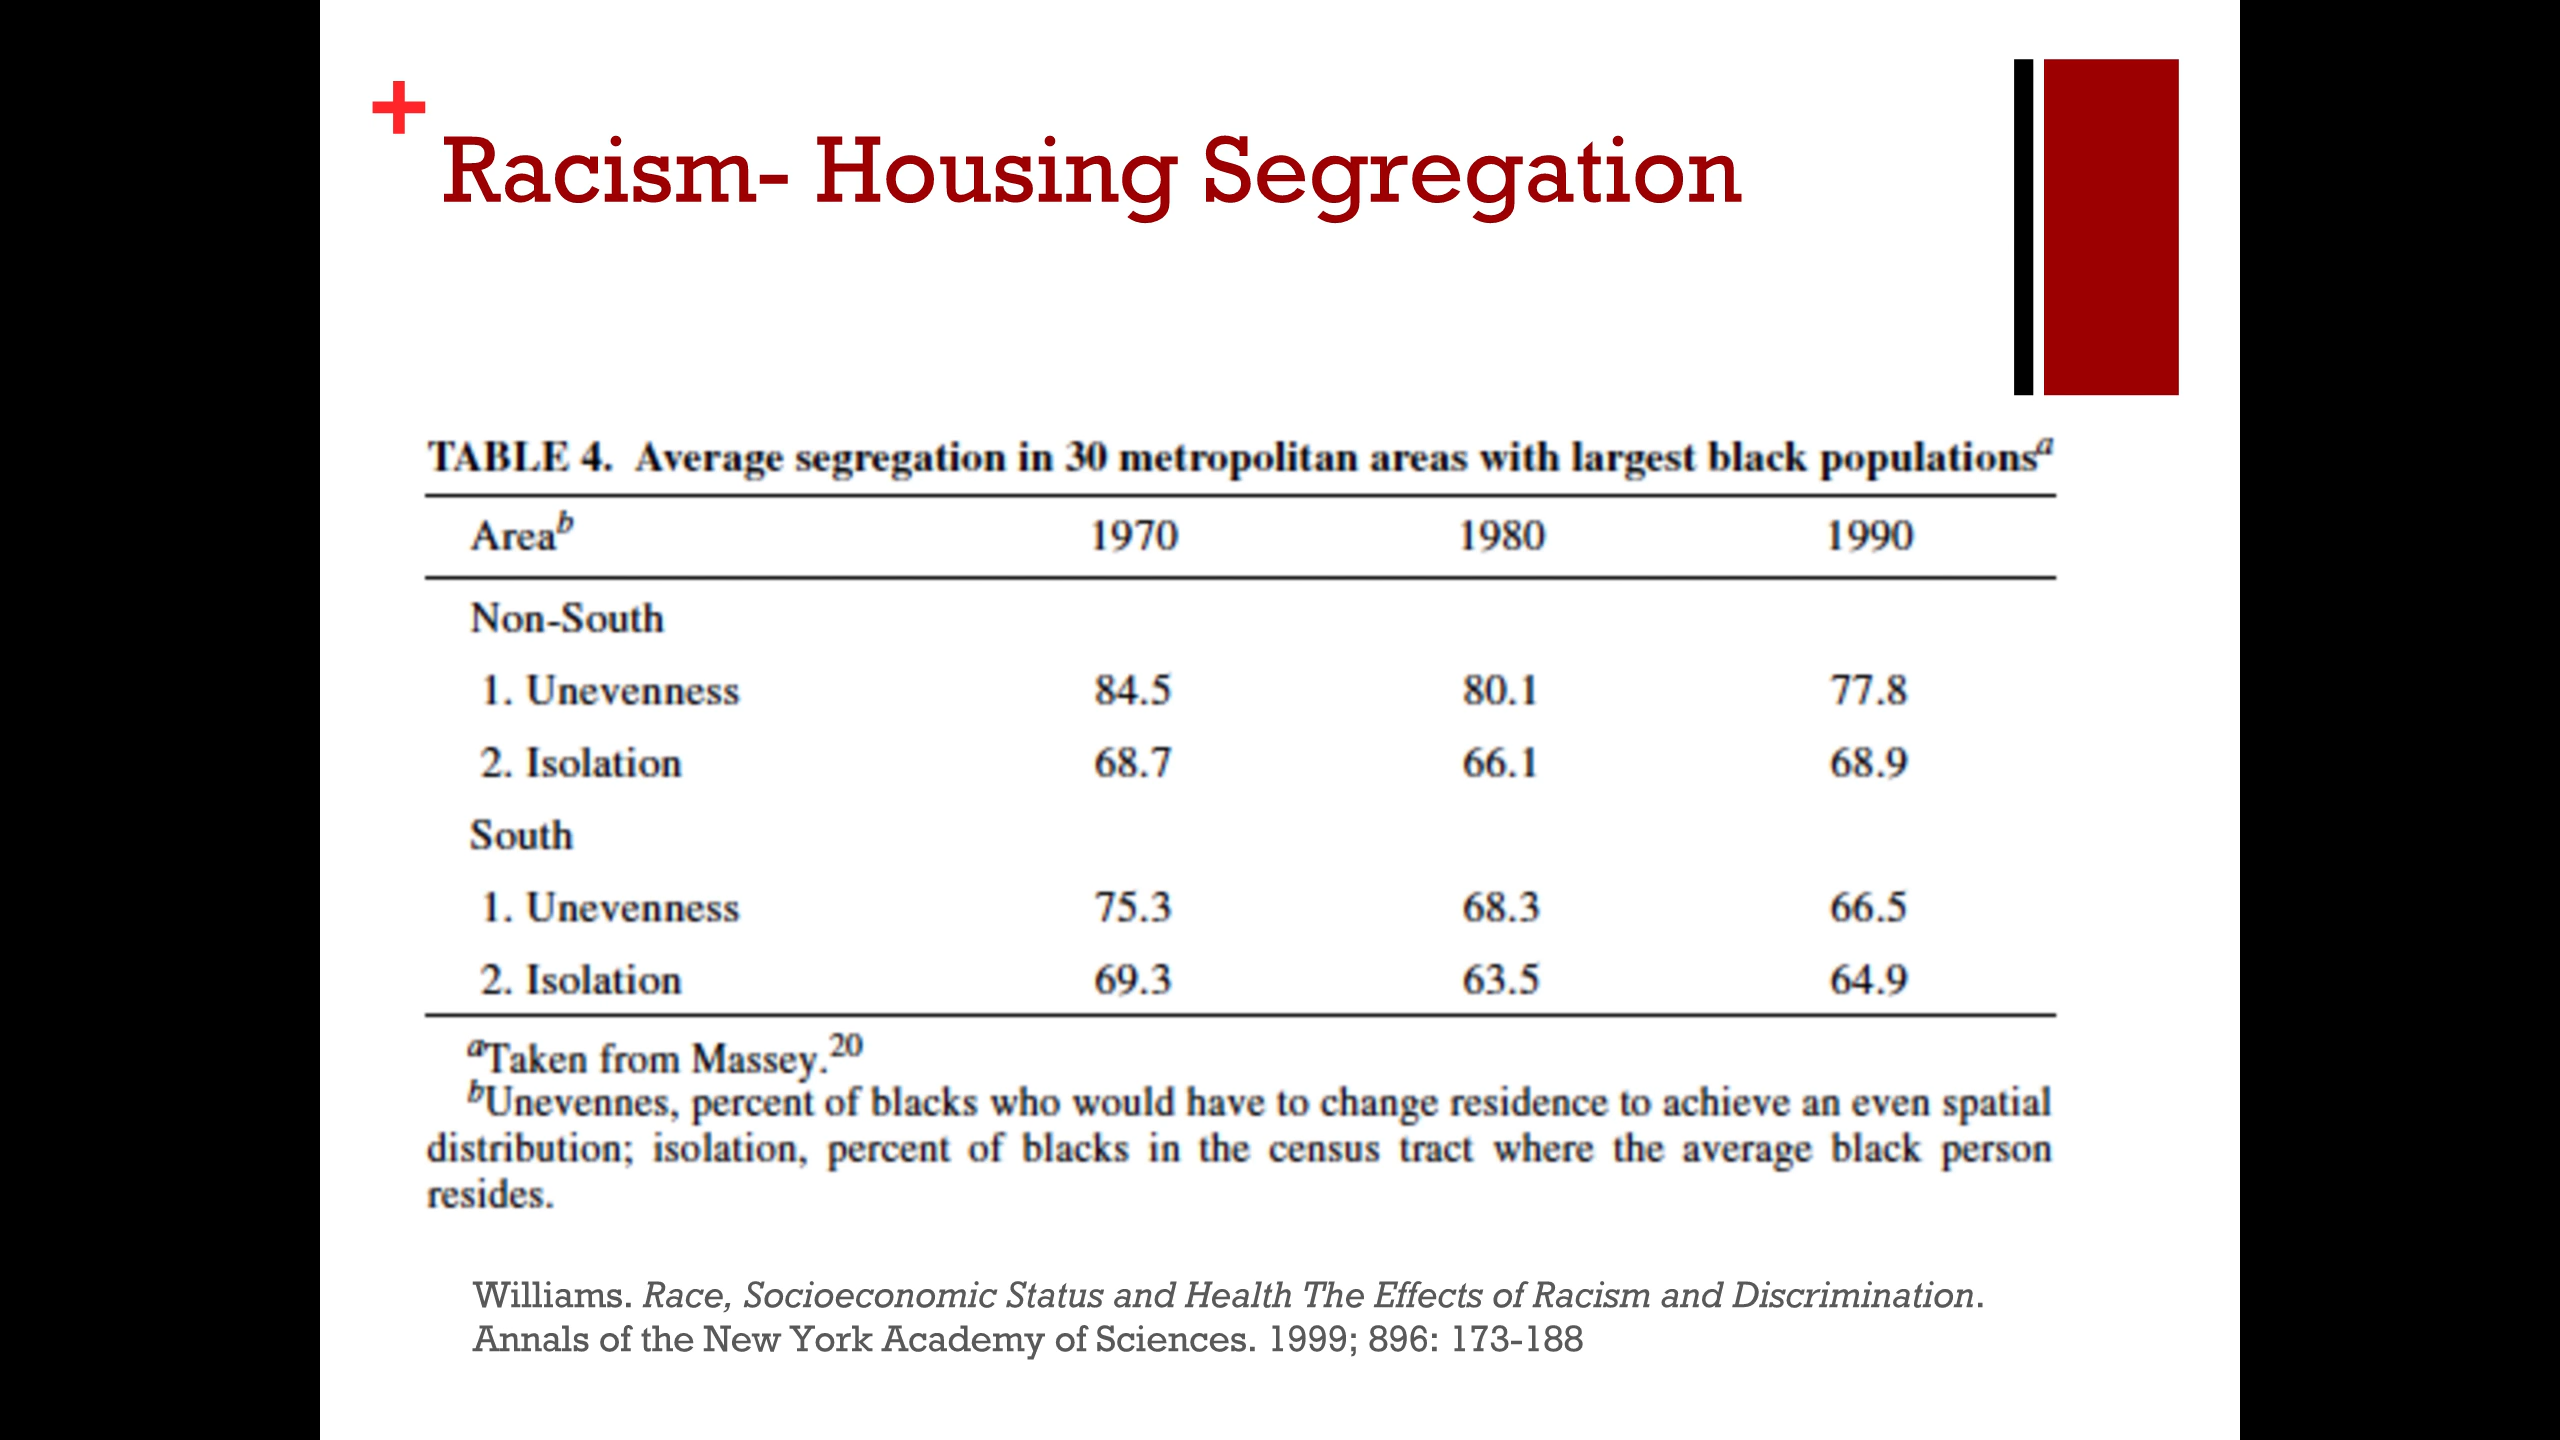 +
Racism- Housing Segregation
TABLE 4. Average segregation in 30 metropolitan areas with largest black populationsa
Areab 1970 1980 1990
Non-South
1. Unevenness 84.5 80.1 77.8
2. Isolation 68.7 66.1 68.9
South
1. Unevenness 75.3 68.3 66.5
2. Isolation 69.3 63.5 64.9
aTaken from Massey.20
bUnevennes, percent of blacks who would have to change residence to achieve an even spatial
distribution; isolation, percent of blacks in the census tract where the average black person
resides.
Williams. Race, Socioeconomic Status and Health The Effects of Racism and Discrimination.
Annals of the New York Academy of Sciences. 1999; 896: 173-188